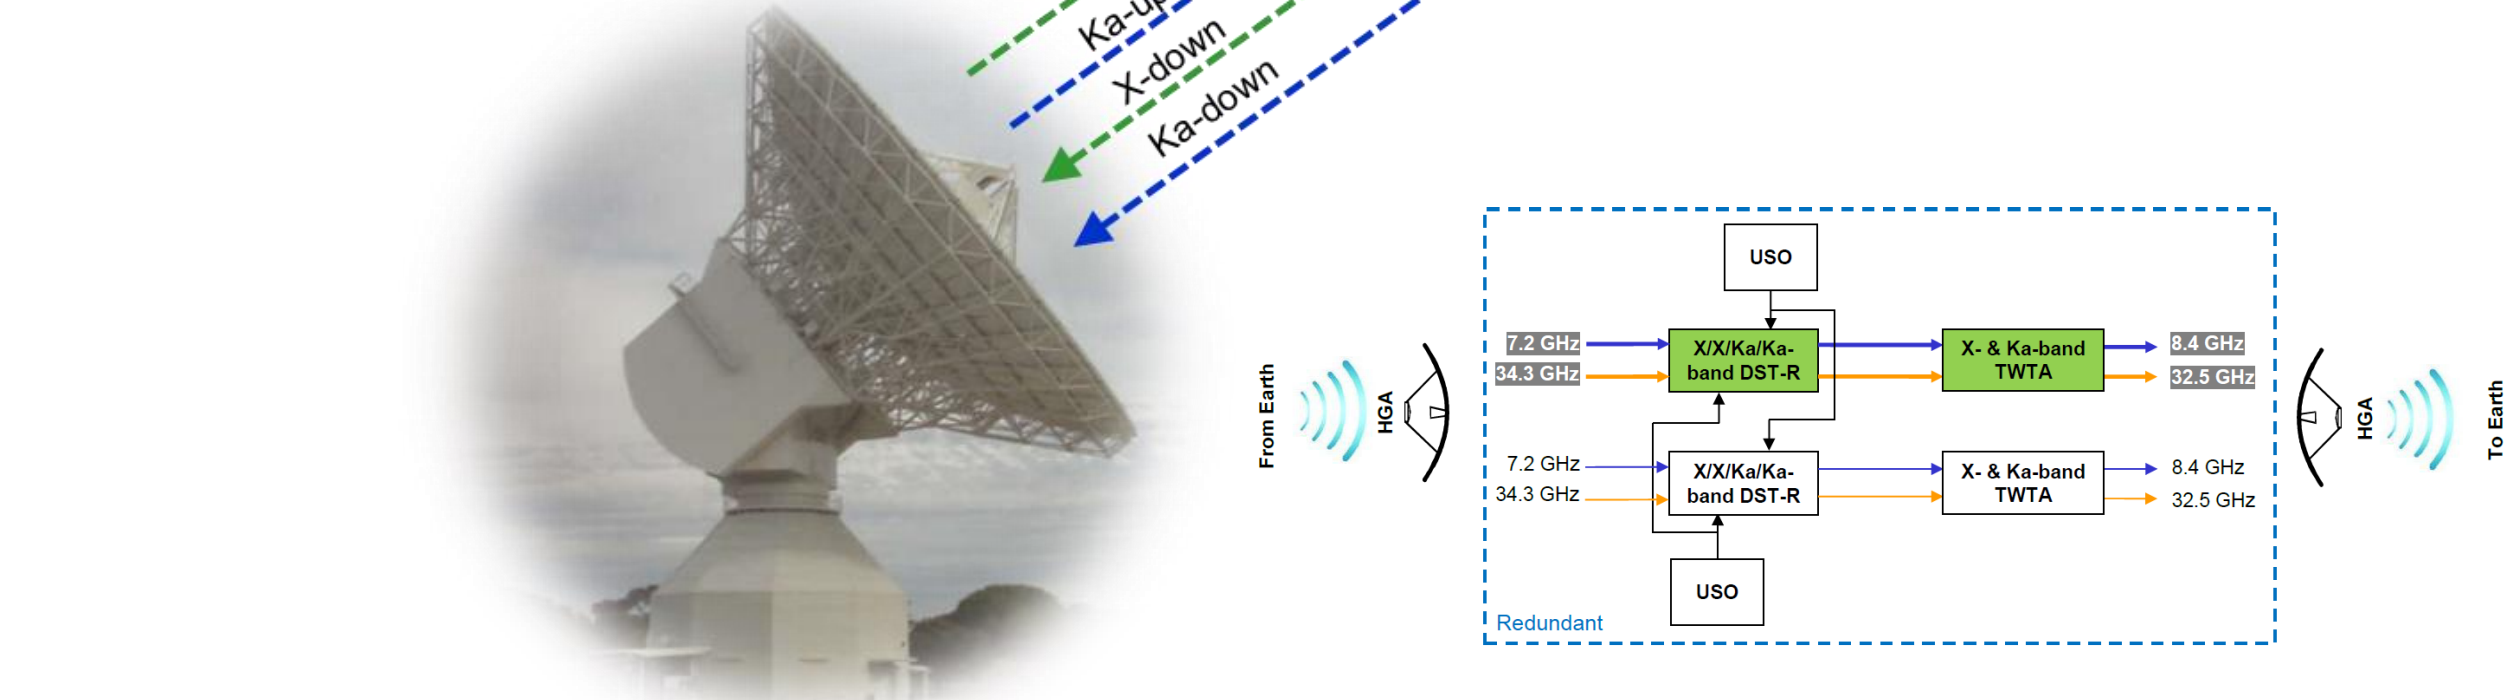 Ka-up
X-down
Ka-down
USO
7.2 GHz
34.3 GHz
X/X/Ka/Ka-
band DST-R
X- & Ka-band
TWTA
8.4 GHz
32.5 GHz
From Earth
HGA
HGA
To Earth
7.2 GHz
34.3 GHz
X/X/Ka/Ka-
band DST-R
X- & Ka-band
TWTA
8.4 GHz
32.5 GHz
USO
Redundant